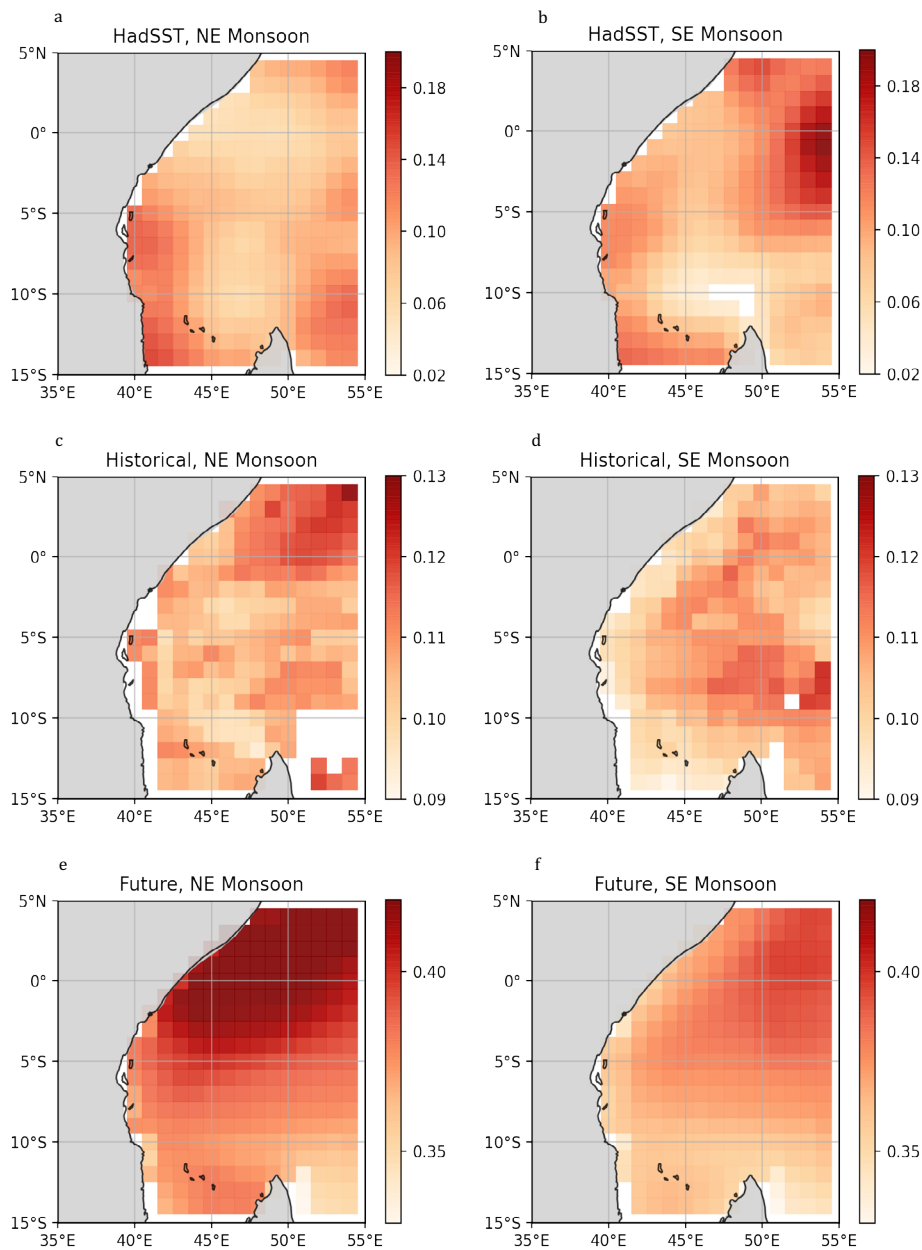 a
HadSST, NE Monsoon
5°N
0°
5°S
10°S
15°S
35°E
40°E
45°E
50°E
55°E
0.18
0.14
0.10
0.06
0.02
b
HadSST, SE Monsoon
5°N
0°
5°S
10°S
15°S
35°E
40°E
45°E
50°E
55°E
0.18
0.14
0.10
0.06
0.02
c
Historical, NE Monsoon
5°N
0°
5°S
10°S
15°S
35°E
40°E
45°E
50°E
55°E
0.13
0.12
0.11
0.10
0.09
d
Historical, SE Monsoon
5°N
0°
5°S
10°S
15°S
35°E
40°E
45°E
50°E
55°E
0.13
0.12
0.11
0.10
0.09
e
Future, NE Monsoon
5°N
0°
5°S
10°S
15°S
35°E
40°E
45°E
50°E
55°E
0.40
0.35
f
Future, SE Monsoon
5°N
0°
5°S
10°S
15°S
35°E
40°E
45°E
50°E
55°E
0.40
0.35